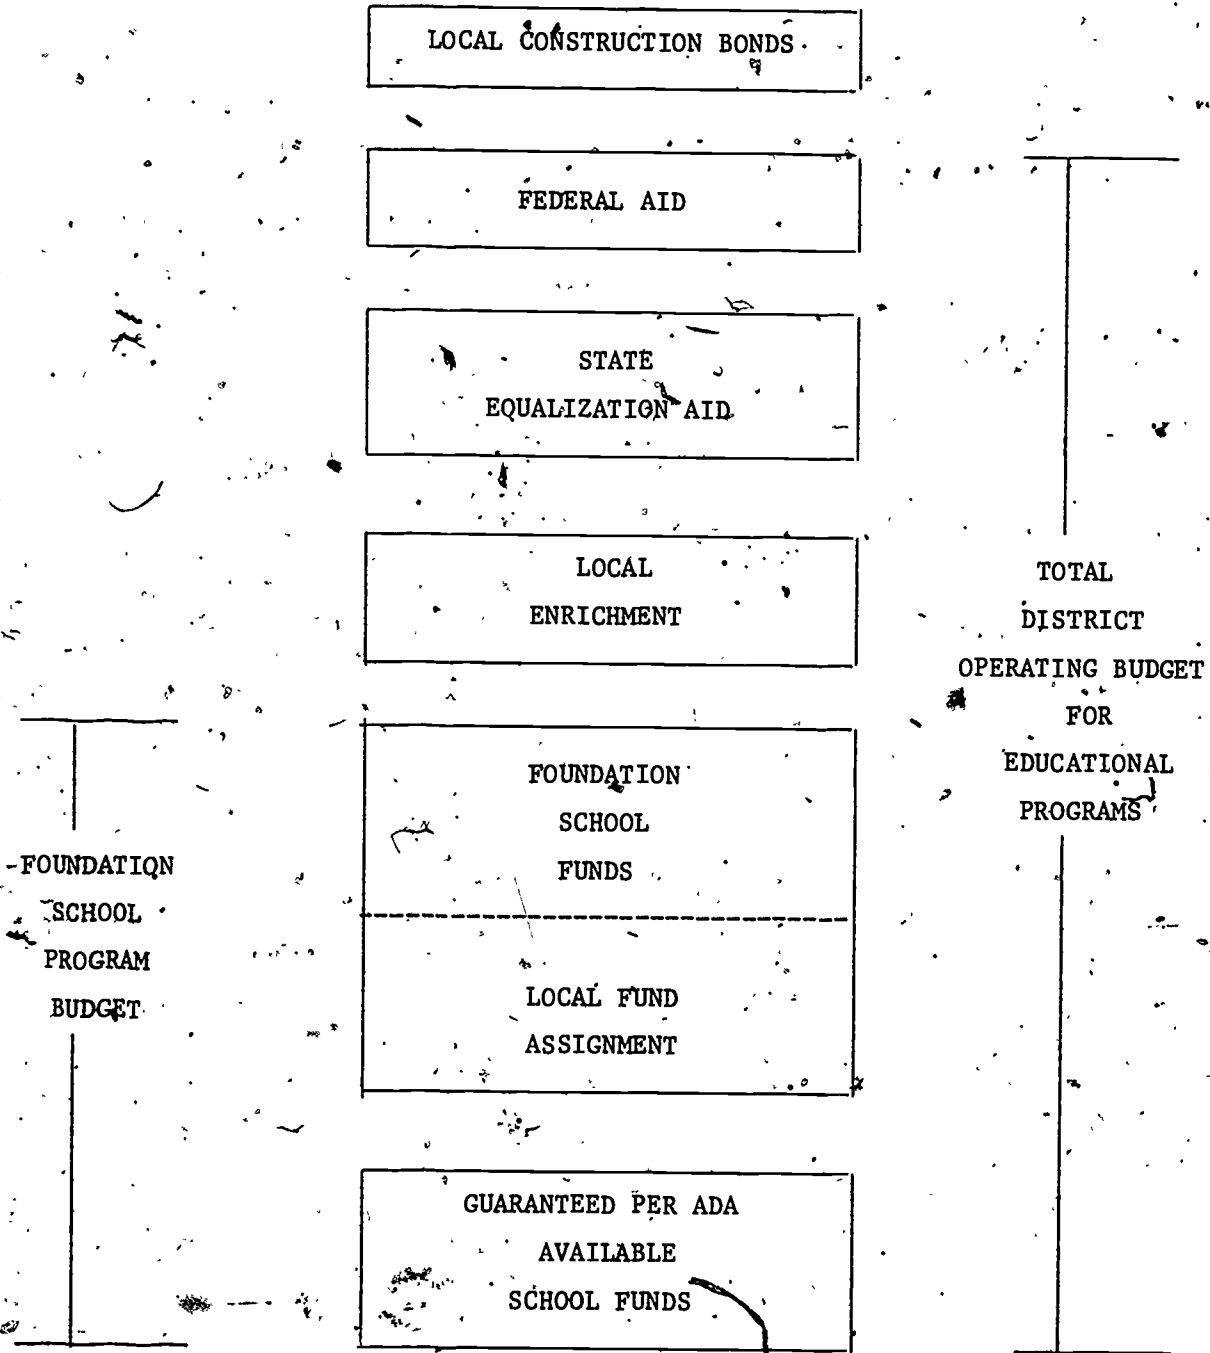 LOCAL CONSTRUCTION BONDS
FEDERAL AID
STATE
EQUALIZATION AID
LOCAL
ENRICHMENT
TOTAL
DISTRICT
OPERATING BUDGET
FOR
EDUCATIONAL
PROGRAMS
FOUNDATION
SCHOOL
FUNDS
FOUNDATION
SCHOOL
PROGRAM
BUDGET
LOCAL FUND
ASSIGNMENT
GUARANTEED PER ADA
AVAILABLE
SCHOOL FUNDS